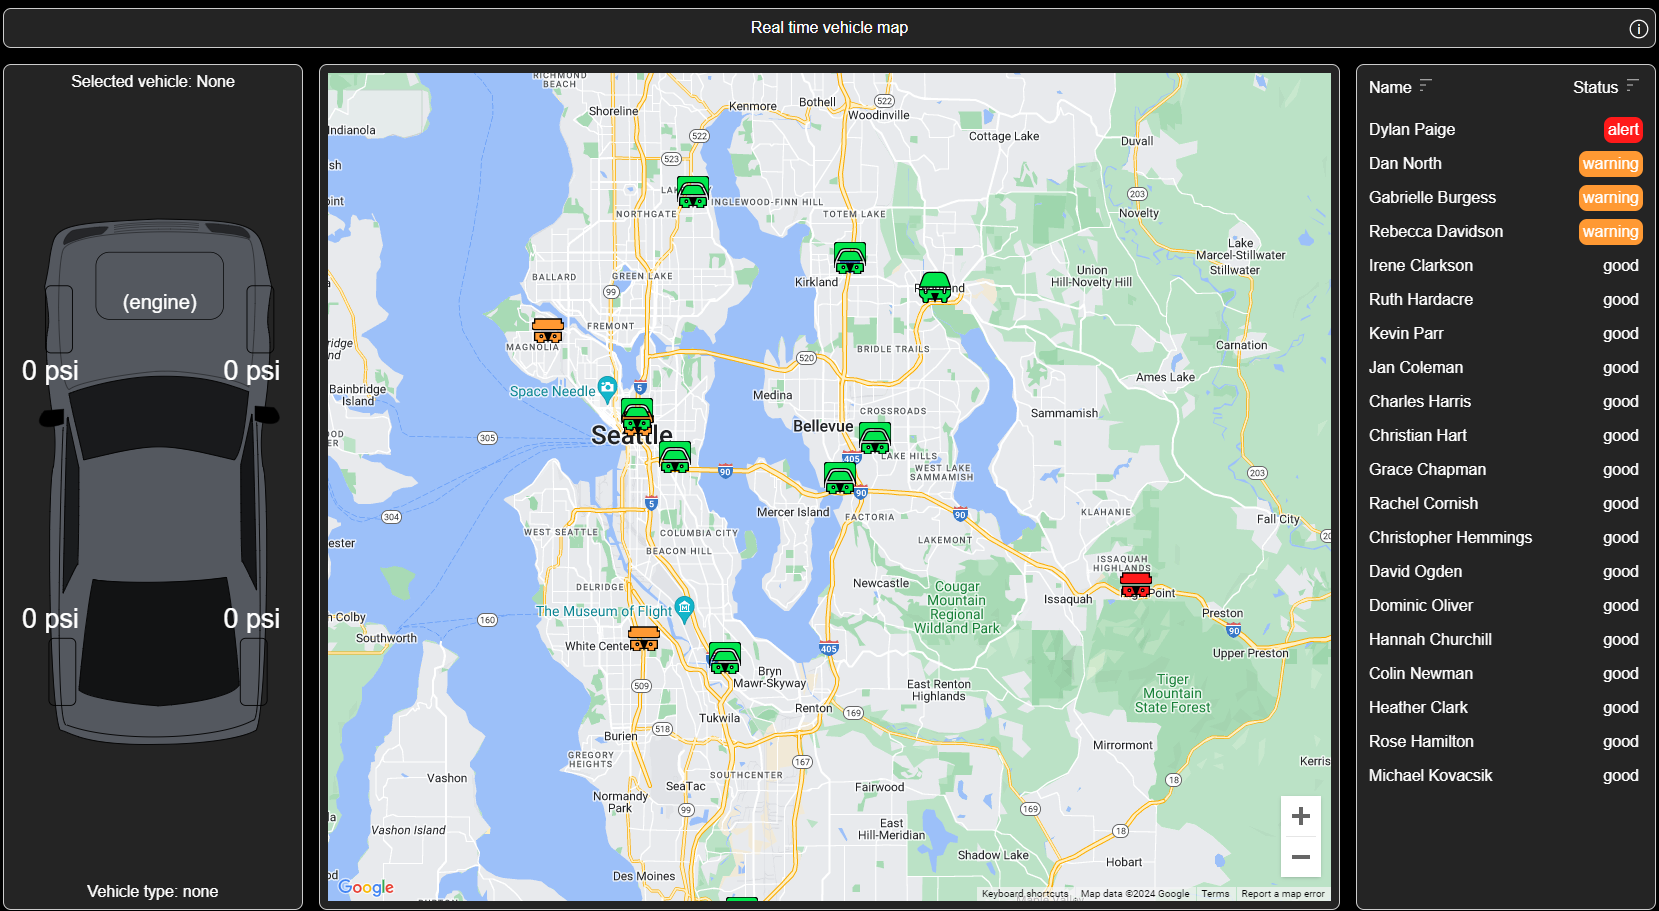 Real time vehicle map
Selected vehicle: None
(engine)
0 psi
0 psi
0 psi
0 psi
Vehicle type: none
RICHMOND
BEACH
Shoreline
Kenmore
Bothell
522
Woodinville
Indianola
522
Cottage Lake
Duvall
523
203
INGLEWOOD-FINN HILL
NORTHGATE
TOTEM LAKE
Novelty
Lake
Marcel-Stillwater
Stillwater
BALLARD
GREEN LAKE
Kirkland
Union
Hill-Novelty Hill
99
FREMONT
MAGNOLIA
BRIDLE TRAILS
Carnation
520
Ames Lake
Bainbridge
Island
Space Needle
5
Medina
CROSSROADS
Sammamish
Seattle
Bellevue
305
LAKE HILLS
405
WEST LAKE
SAMMAMISH
203
90
90
304
5
Mercer Island
FACTORIA
90
KLAHANIE
Fall City
WEST SEATTLE
COLUMBIA CITY
BEACON HILL
LAKEMONT
ISSAQUAH
HIGHLANDS
DELRIDGE
Newcastle
Cougar
Mountain
Regional
Wildland Park
Issaquah
Preston
The Museum of Flight
160
Southworth
90
White Center
405
Upper Preston
Bryn
Mawr-Skyway
509
East Renton
Highlands
Tiger
Mountain
State Forest
Renton
169
Tukwila
518
Burien
Mirrormont
GREGORY
HEIGHTS
167
SOUTHCENTER
Vashon
SeaTac
Fairwood
18
Normandy
Park
99
169
East
Hill-Meridian
18
Vashon Island
Shadow Lake
Hobart
Des Moines
Google
Keyboard shortcuts
Map data ©2024 Google
Terms
Report a map error
Name
Status
Dylan Paige alert
Dan North warning
Gabrielle Burgess warning
Rebecca Davidson warning
Irene Clarkson good
Ruth Hardacre good
Kevin Parr good
Jan Coleman good
Charles Harris good
Christian Hart good
Grace Chapman good
Rachel Cornish good
Christopher Hemmings good
David Ogden good
Dominic Oliver good
Hannah Churchill good
Colin Newman good
Heather Clark good
Rose Hamilton good
Michael Kovacsik good